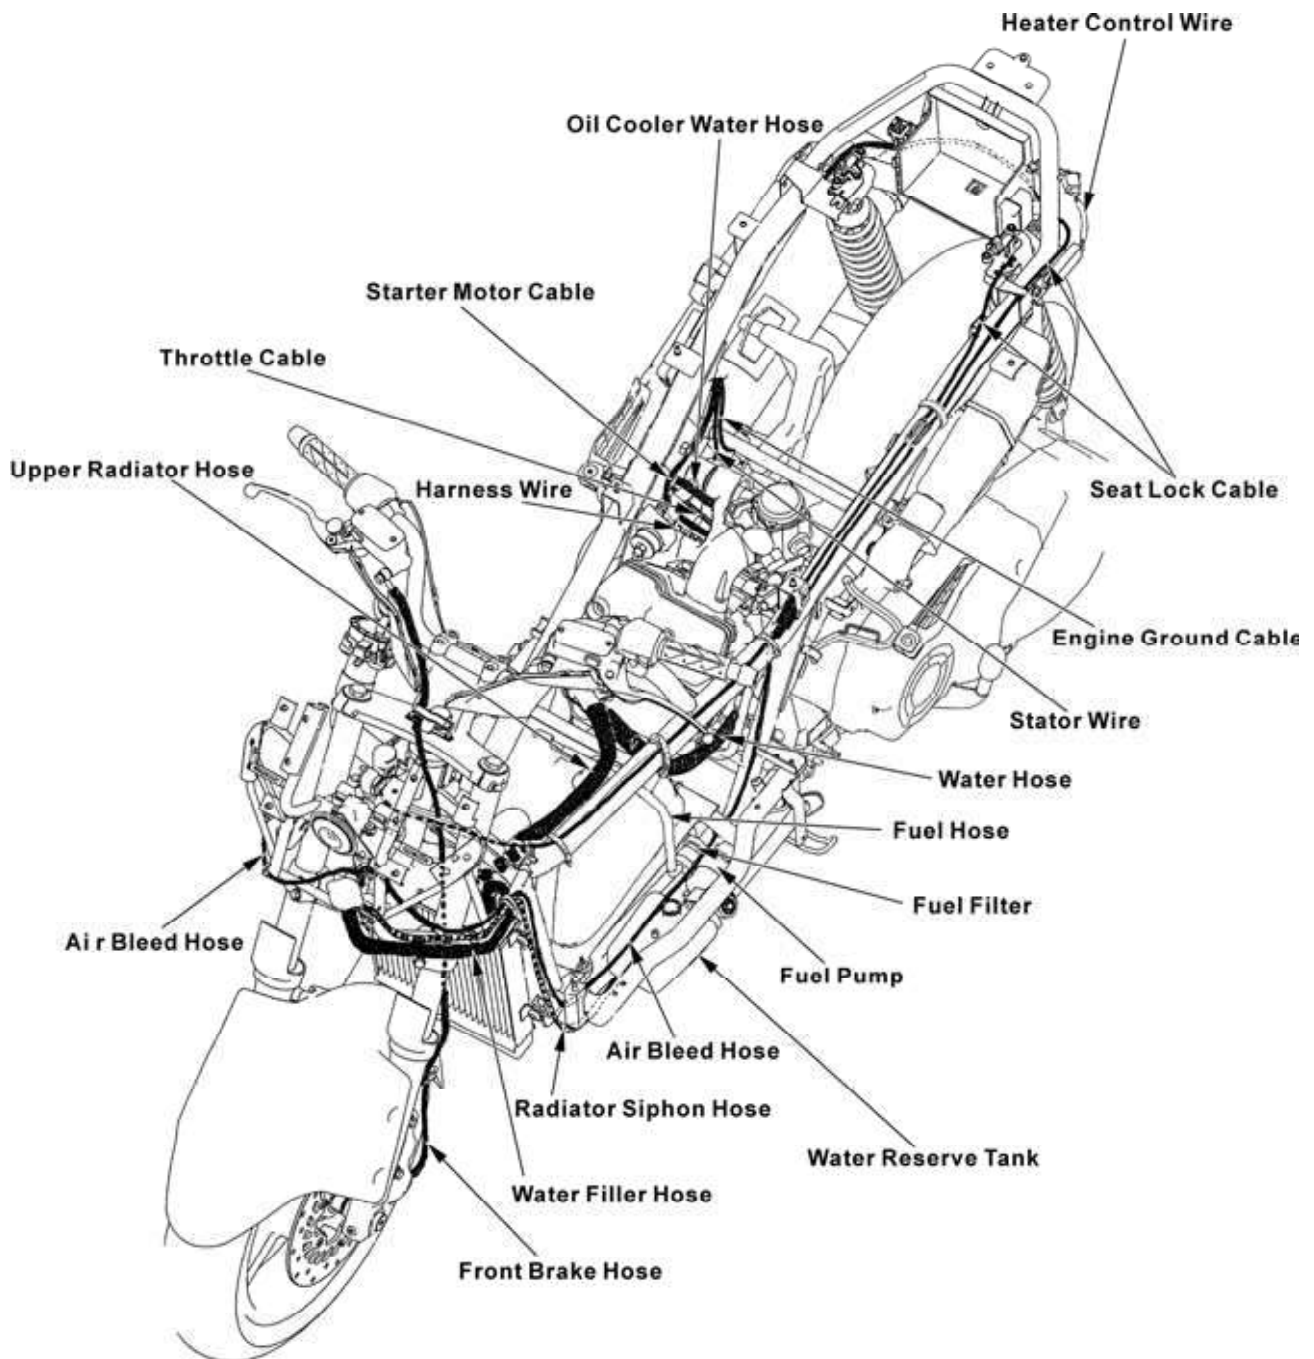 Heater Control Wire
Oil Cooler Water Hose
Starter Motor Cable
Throttle Cable
Upper Radiator Hose
Harness Wire
Seat Lock Cable
Engine Ground Cable
Stator Wire
Water Hose
Fuel Hose
Fuel Filter
Air Bleed Hose
Fuel Pump
Air Bleed Hose
Radiator Siphon Hose
Water Reserve Tank
Water Filler Hose
Front Brake Hose